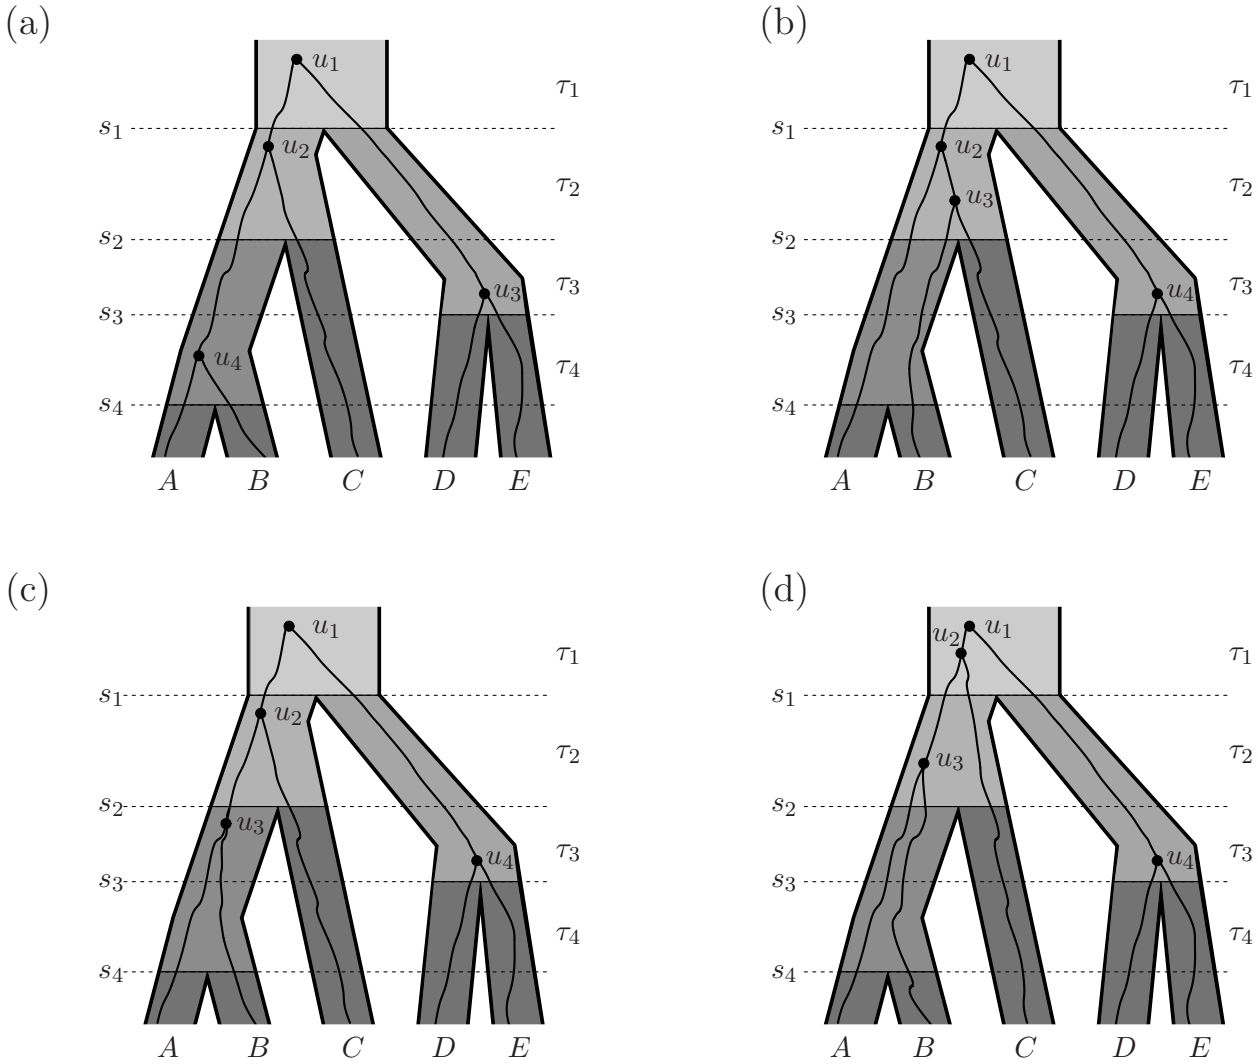 (a) (b)
u₁ τ₁ u₁ τ₁
s₁ s₁
u₂ τ₂ u₂ τ₂
u₃
s₂ s₂
u₃ τ₃ u₄ τ₃
s₃ s₃
u₄ τ₄ τ₄
s₄ s₄
A B C D E A B C D E
(c) (d)
u₁ τ₁ u₂ u₁ τ₁
s₁ s₁
u₂ τ₂ u₃ τ₂
s₂ s₂
u₃ u₄ τ₃ u₄ τ₃
s₃ s₃
τ₄ τ₄
s₄ s₄
A B C D E A B C D E